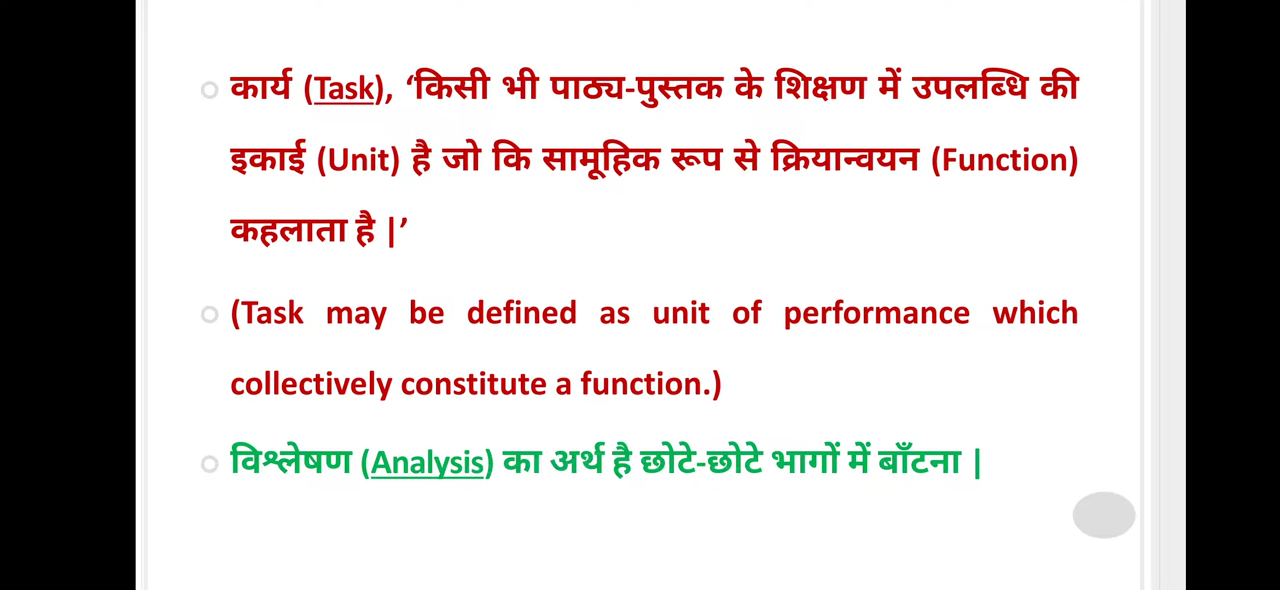 कार्य (Task), ‘किसी भी पाठ्य-पुस्तक के शिक्षण में उपलब्धि की
इकाई (Unit) है जो कि सामूहिक रूप से क्रियान्वयन (Function)
कहलाता है |’
(Task may be defined as unit of performance which
collectively constitute a function.)
विश्लेषण (Analysis) का अर्थ है छोटे-छोटे भागों में बाँटना |